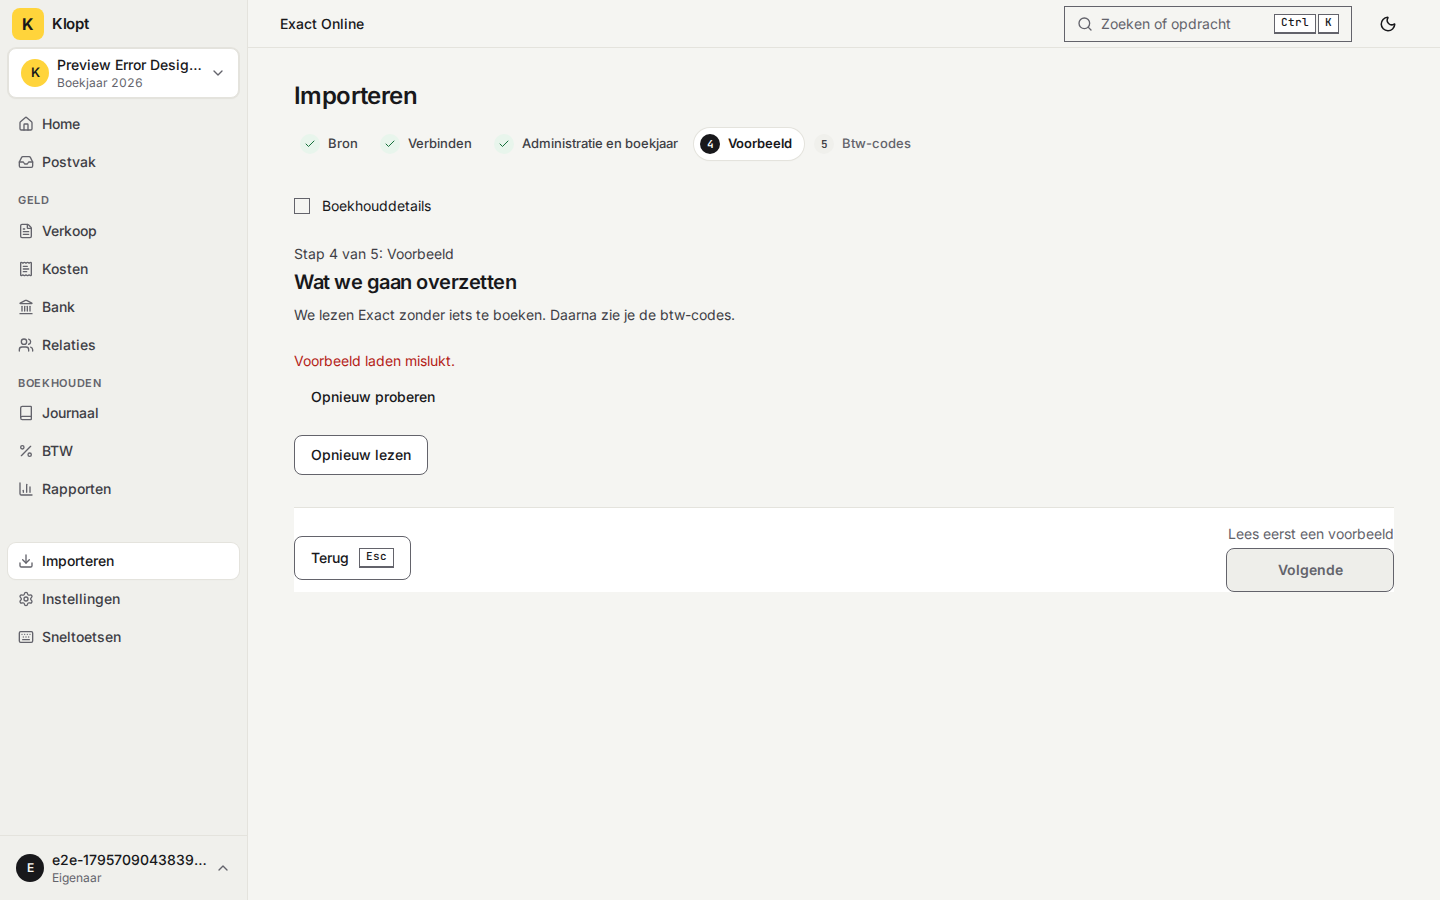 K Klopt
Exact Online
Zoeken of opdracht Ctrl K
K Preview Error Desig...
Boekjaar 2026
Home
Postvak
GELD
Verkoop
Kosten
Bank
Relaties
BOEKHOUDEN
Journaal
BTW
Rapporten
Importeren
Instellingen
Sneltoetsen
E e2e-1795709043839...
Eigenaar
Importeren
Bron Verbinden Administratie en boekjaar 4 Voorbeeld 5 Btw-codes
Boekhouddetails
Stap 4 van 5: Voorbeeld
Wat we gaan overzetten
We lezen Exact zonder iets te boeken. Daarna zie je de btw-codes.
Voorbeeld laden mislukt.
Opnieuw proberen
Opnieuw lezen
Lees eerst een voorbeeld
Terug Esc
Volgende